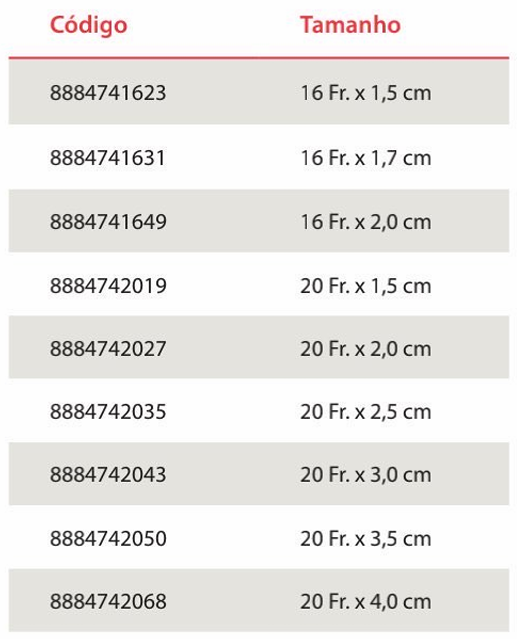 Código Tamanho
8884741623 16 Fr. x 1,5 cm
8884741631 16 Fr. x 1,7 cm
8884741649 16 Fr. x 2,0 cm
8884742019 20 Fr. x 1,5 cm
8884742027 20 Fr. x 2,0 cm
8884742035 20 Fr. x 2,5 cm
8884742043 20 Fr. x 3,0 cm
8884742050 20 Fr. x 3,5 cm
8884742068 20 Fr. x 4,0 cm